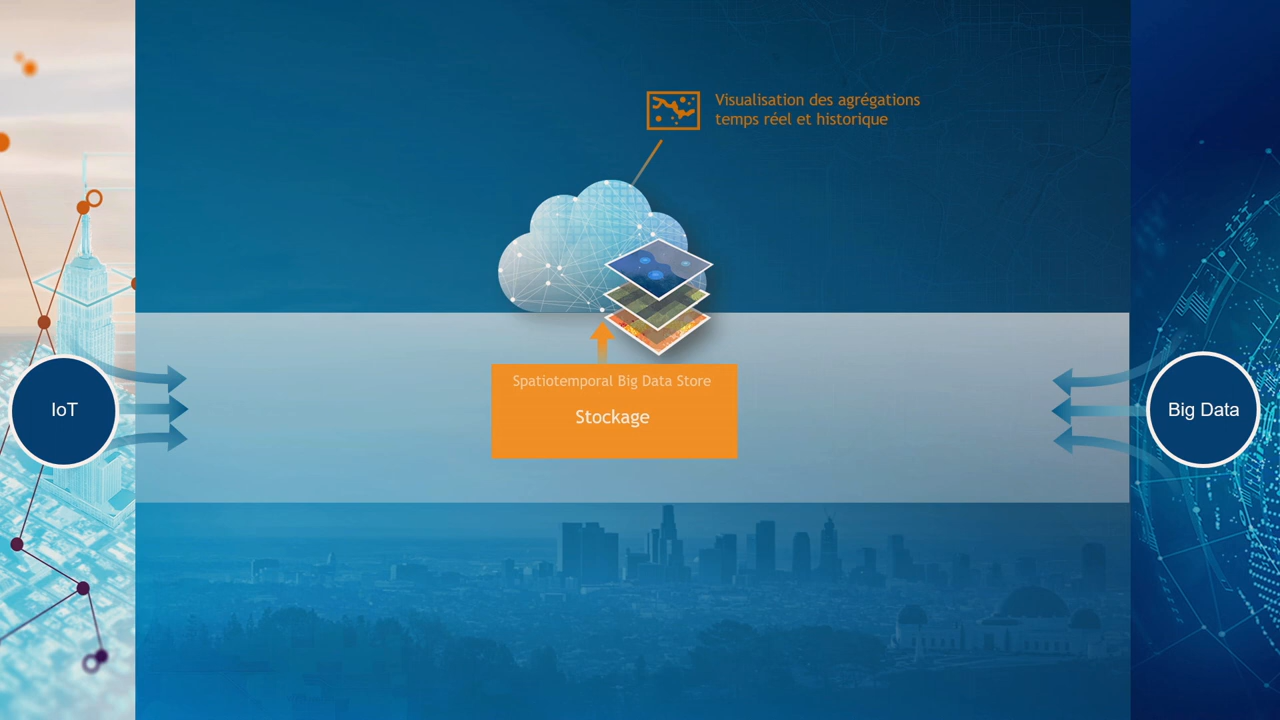 Visualisation des agrégations
temps réel et historique
Spatiotemporal Big Data Store
Stockage
IoT
Big Data